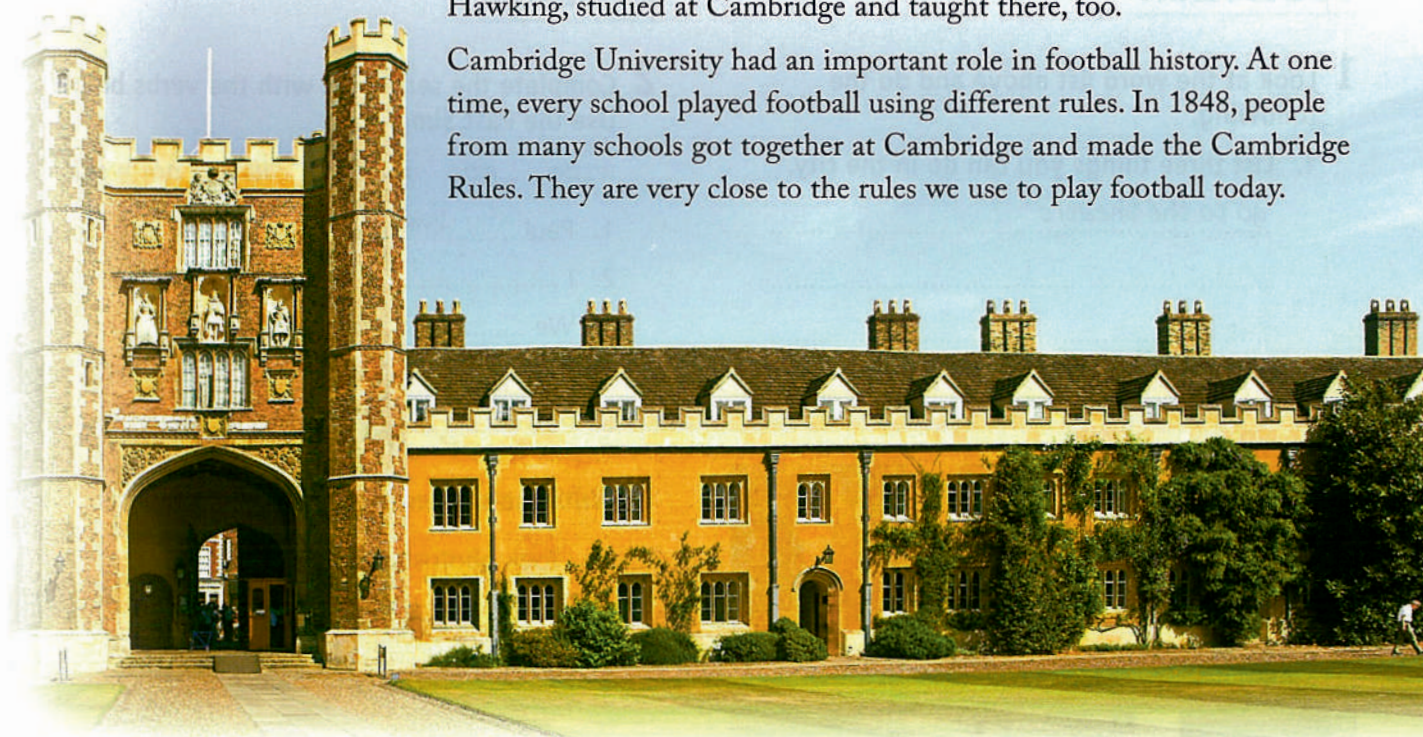 Hawking, studied at Cambridge and taught there, too.
Cambridge University had an important role in football history. At one
time, every school played football using different rules. In 1848, people
from many schools got together at Cambridge and made the Cambridge
Rules. They are very close to the rules we use to play football today.